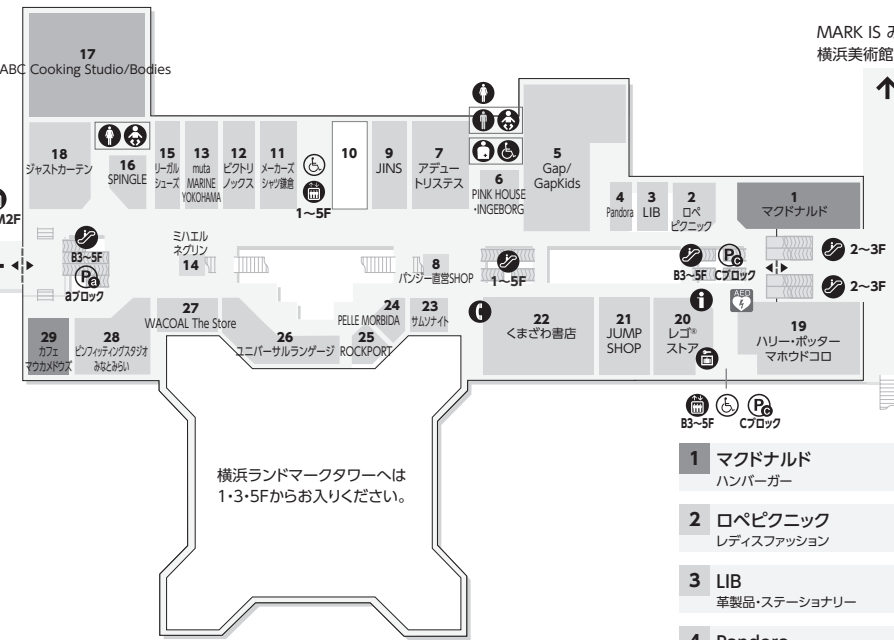 MARK IS み
横浜美術館
17
ABC Cooking Studio/Bodies
18
ジャストカーテン
16
SPINGLE
15
リーガル
シューズ
13
muta
MARINE
YOKOHAMA
12
ビクトリ
ノックス
11
メーカーズ
シャツ鎌倉
1～5F
10
9
JINS
7
アデュー
トリステス
6
PINK HOUSE
・INGEBORG
5
Gap/
GapKids
4
Pandora
3
LIB
2
ロペ
ピクニック
1
マクドナルド
M2F
B3～5F
Pa
aブロック
ミハエル
ネグリン
14
8
パンジー直営SHOP
1～5F
B3～5F
Pc
Cブロック
2～3F
2～3F
AED
29
カフェ
マウカメドウズ
28
ピンフィッティングスタジオ
みなとみらい
27
WACOAL The Store
26
ユニバーサルランゲージ
25
ROCKPORT
24
PELLE MORBIDA
23
サムソナイト
22
くまざわ書店
21
JUMP
SHOP
20
レゴ®
ストア
19
ハリー・ポッター
マホウドコロ
B3～5F
Pc
Cブロック
横浜ランドマークタワーへは
1・3・5Fからお入りください。
1 マクドナルド
ハンバーガー
2 ロペピクニック
レディスファッション
3 LIB
革製品・ステーショナリー
4 Pandora